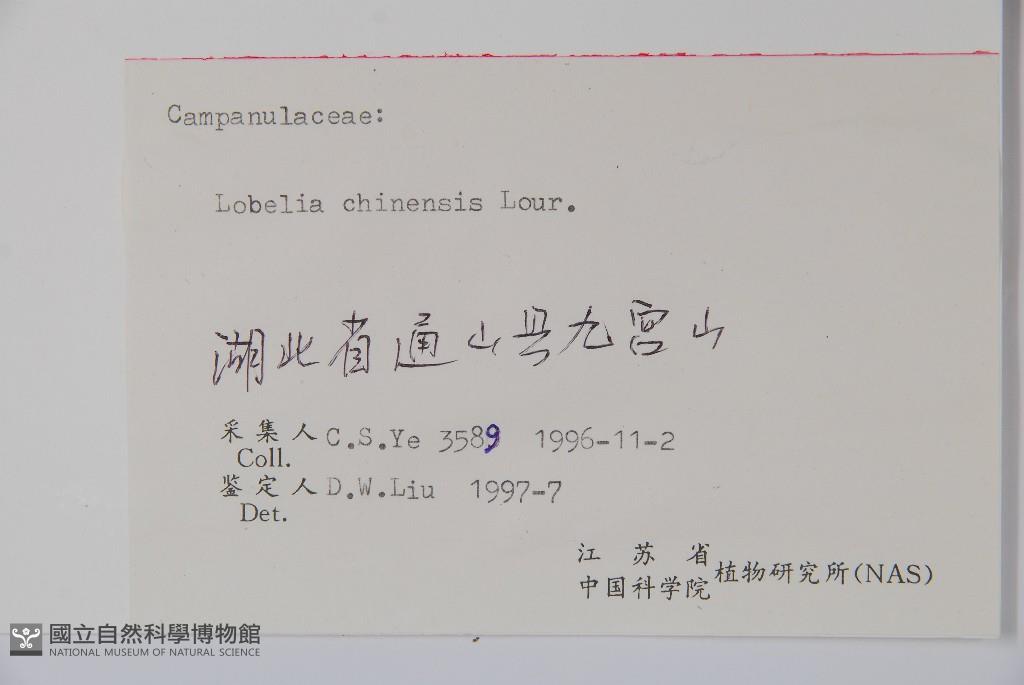 Campanulaceae:
Lobelia chinensis Lour.
湖北省通山县九宫山
采集人 C.S.Ye 3589 1996-11-2
Coll.
鉴定人 D.W.Liu 1997-7
Det.
江苏省
中国科学院 植物研究所(NAS)
國立自然科學博物館
NATIONAL MUSEUM OF NATURAL SCIENCE